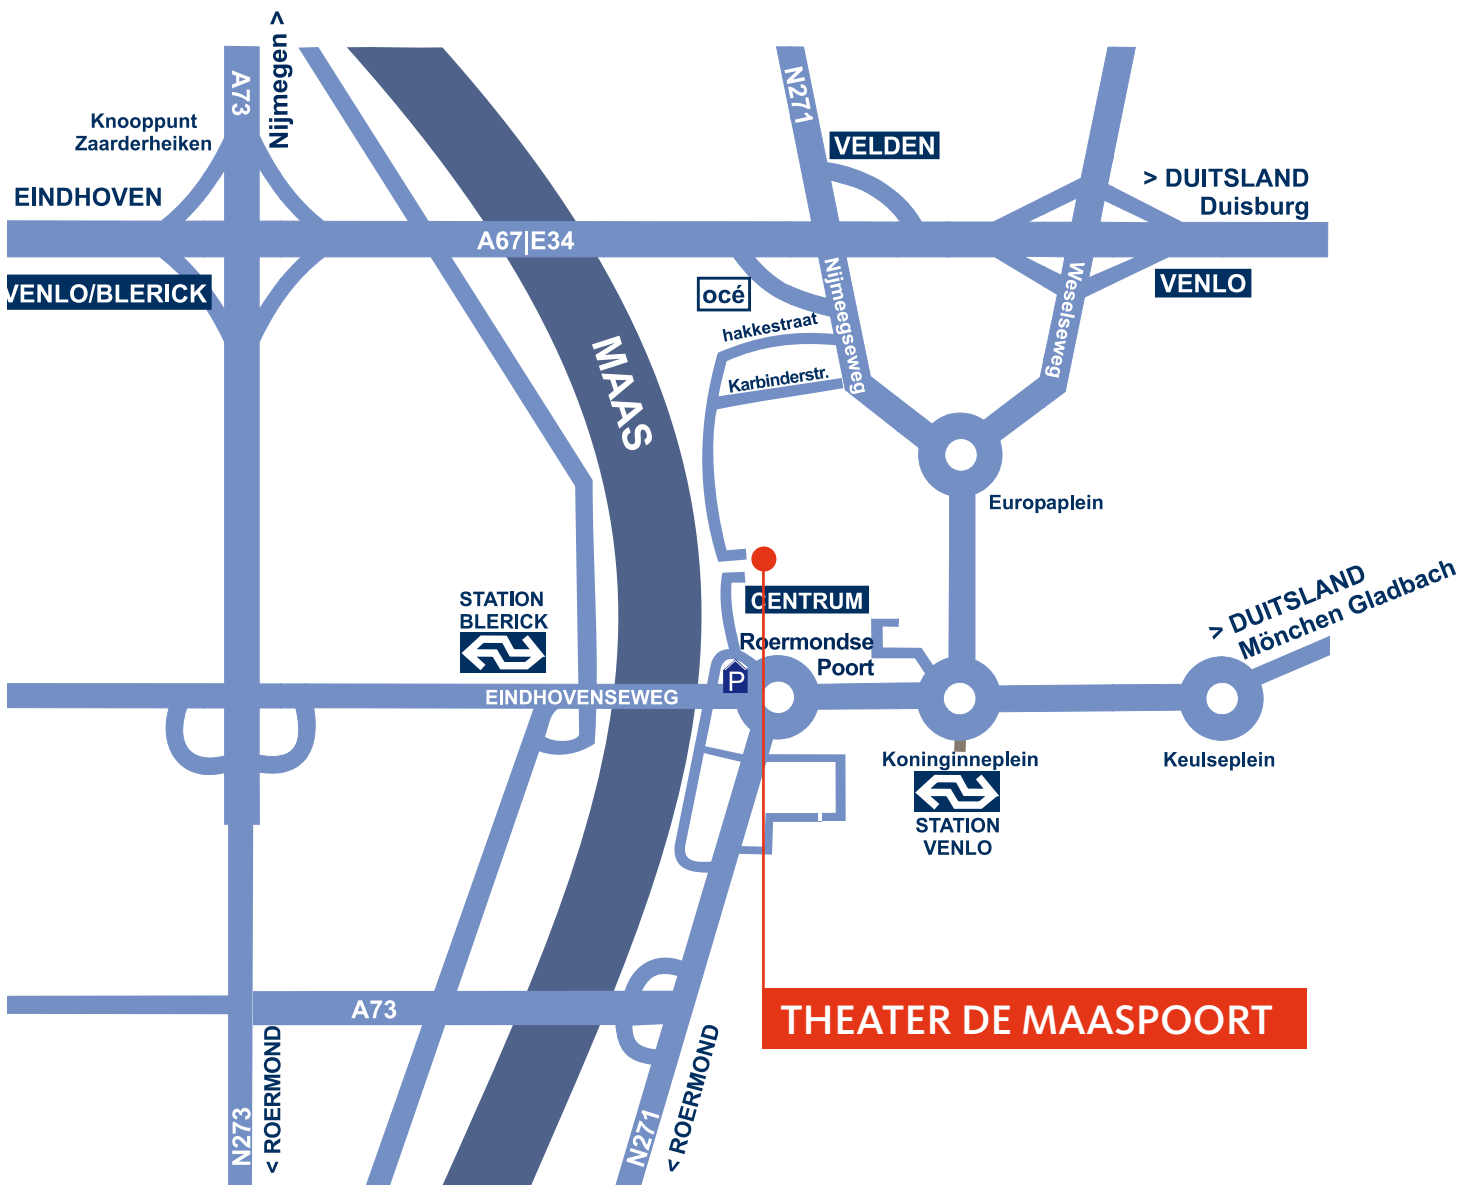 Nijmegen >
A73
N271
Knooppunt
Zaarderheiken
VELDEN
EINDHOVEN
> DUITSLAND
Duisburg
A67|E34
VENLO/BLERICK
océ
Nijmeegseweg
Weselseweg
VENLO
hakkestraat
MAAS
Karbinderstr.
Europaplein
STATION
BLERICK
CENTRUM
> DUITSLAND
Mönchen Gladbach
Roermondse
Poort
P
EINDHOVENSEWEG
Koninginneplein
Keulseplein
STATION
VENLO
A73
THEATER DE MAASPOORT
N273
< ROERMOND
N271
< ROERMOND